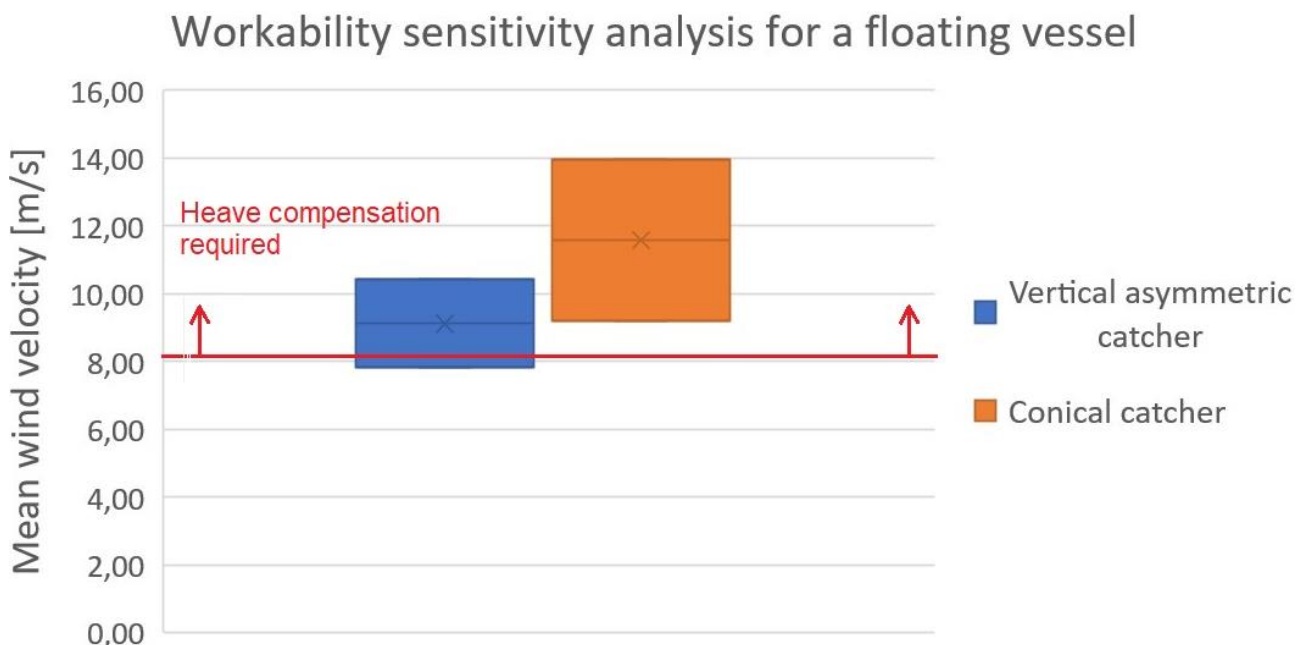 Workability sensitivity analysis for a floating vessel
Mean wind velocity [m/s]
16,00
14,00
12,00
10,00
8,00
6,00
4,00
2,00
0,00
Heave compensation
required
Vertical asymmetric
catcher
Conical catcher